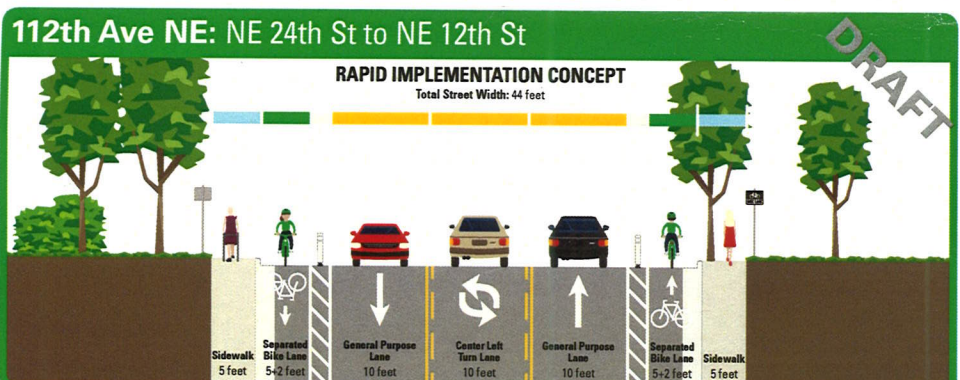 112th Ave NE: NE 24th St to NE 12th St
DRAFT
RAPID IMPLEMENTATION CONCEPT
Total Street Width: 44 feet
Sidewalk
5 feet
Separated
Bike Lane
5+2 feet
General Purpose
Lane
10 feet
Center Left
Turn Lane
10 feet
General Purpose
Lane
10 feet
Separated
Bike Lane
5+2 feet
Sidewalk
5 feet